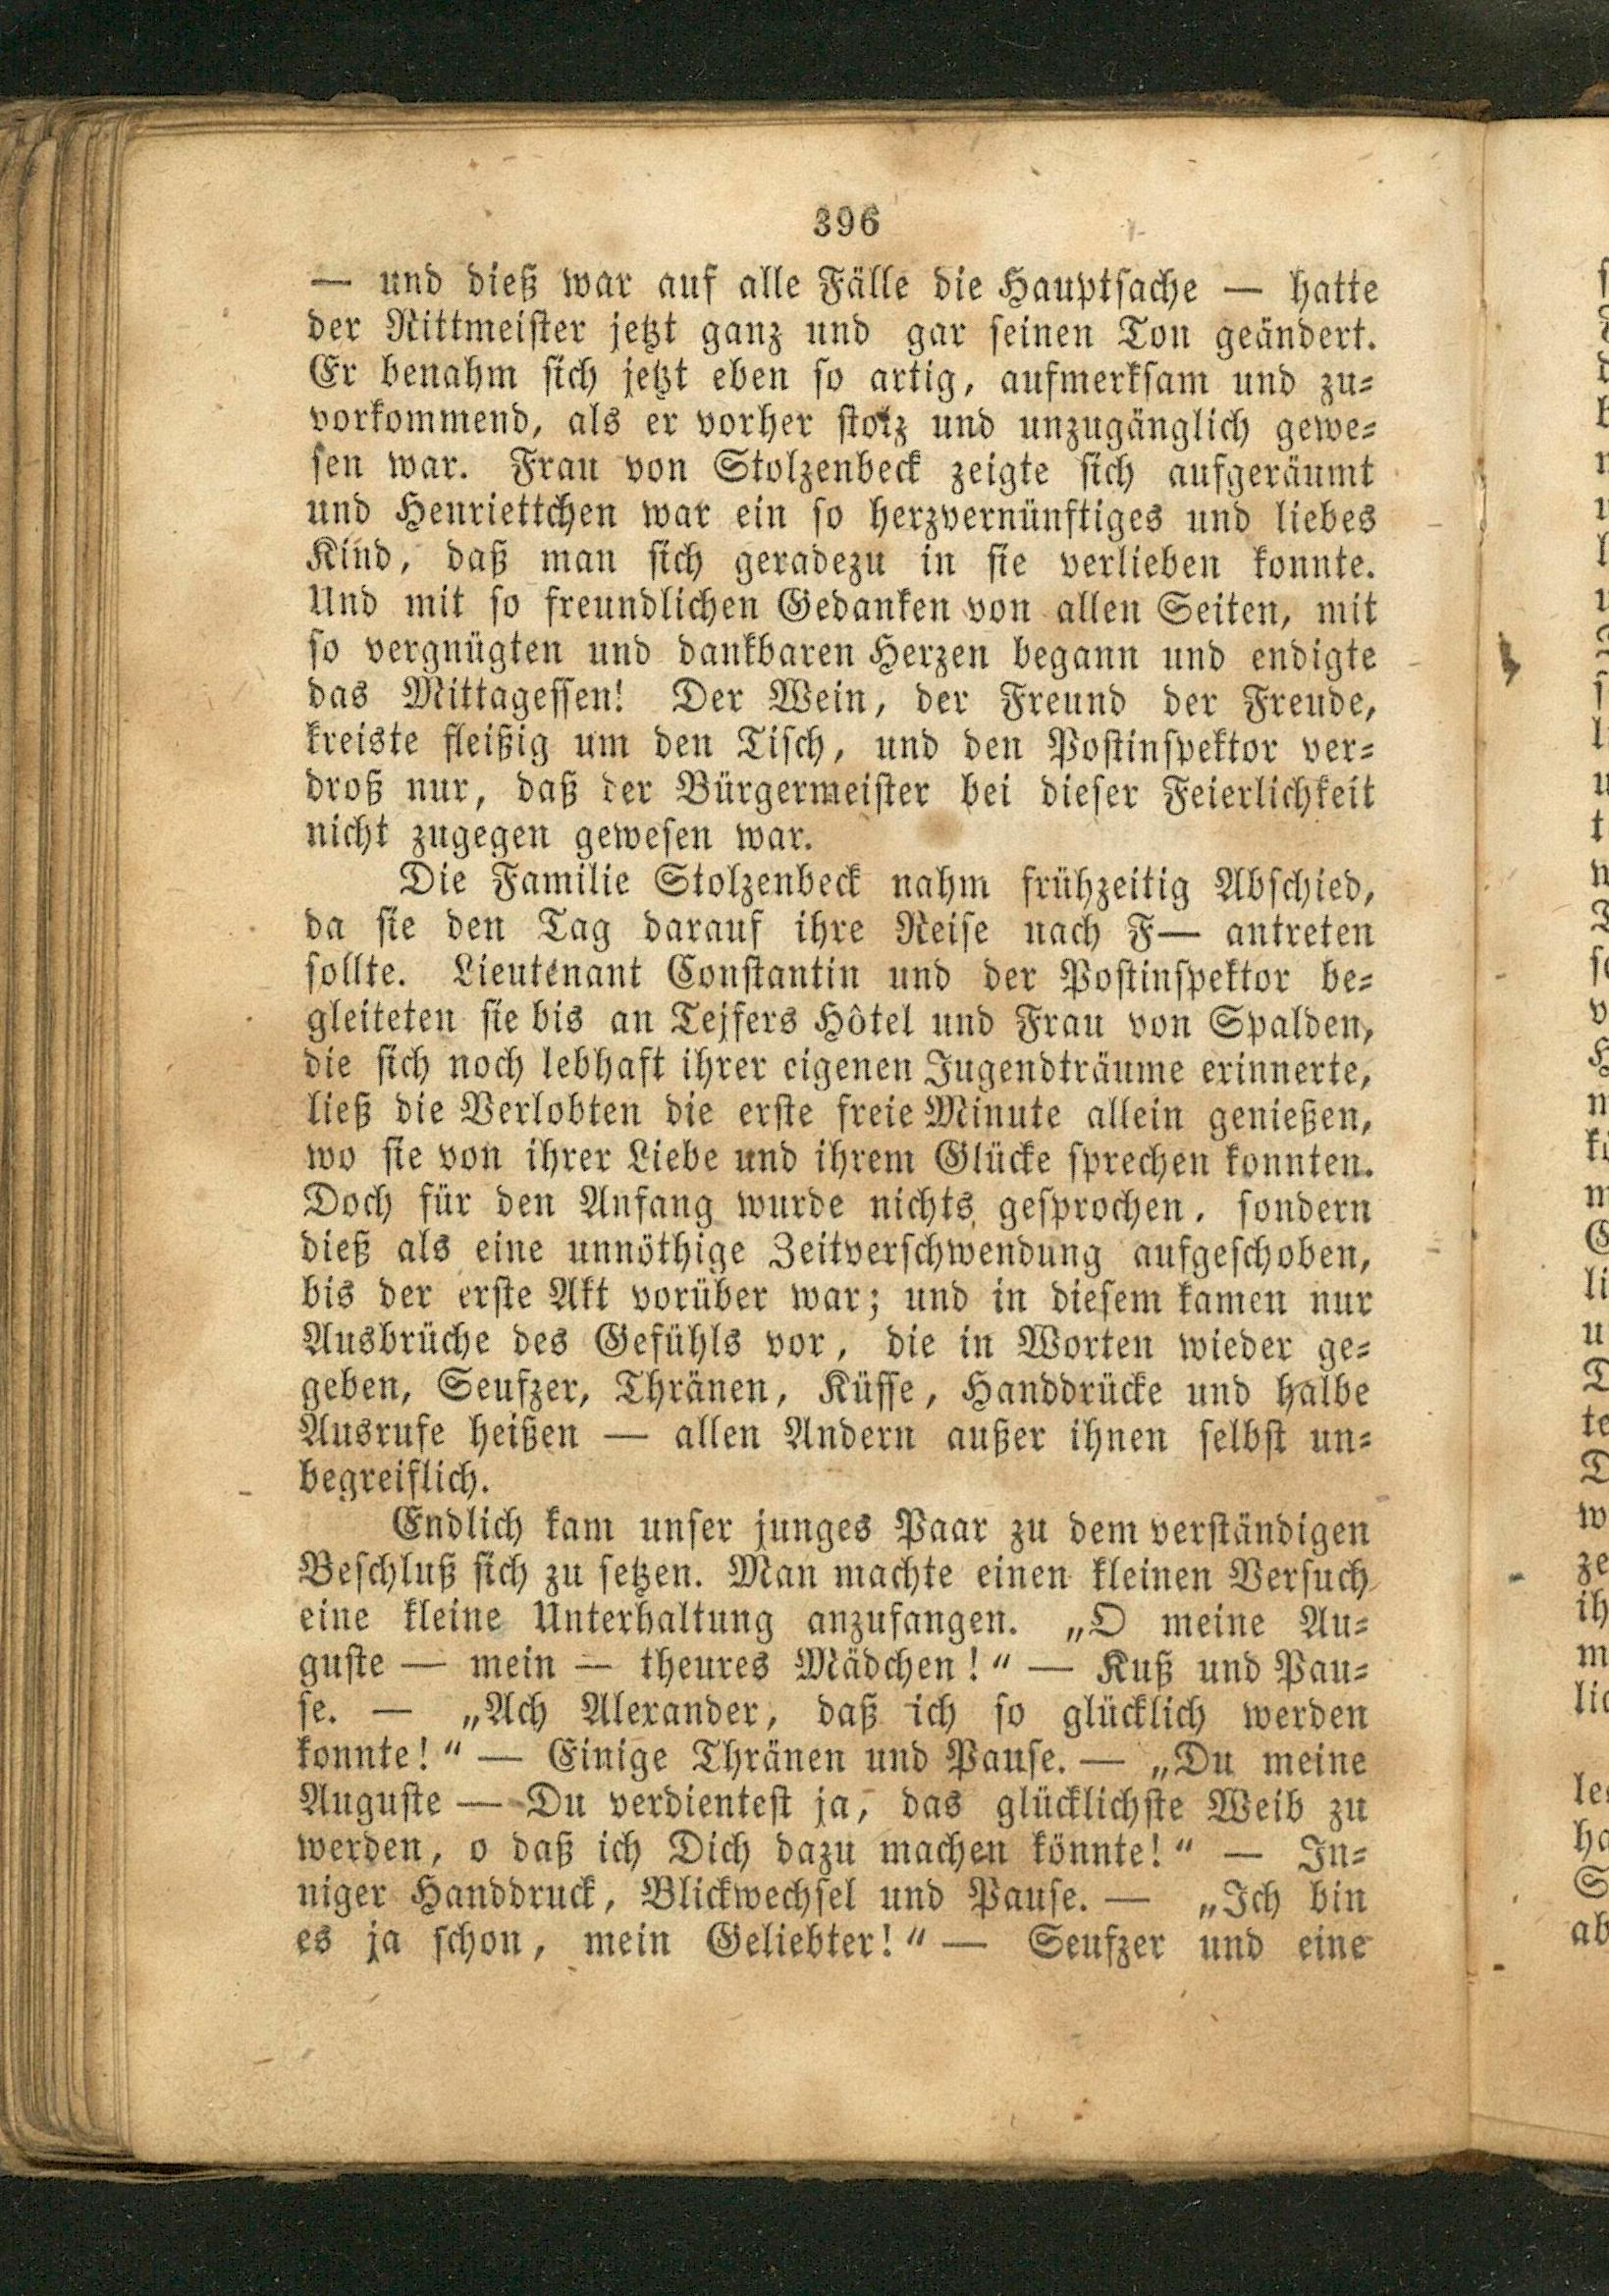 396
— und dieß war auf alle Fälle die Hauptsache — hatte
der Rittmeister jetzt ganz und gar seinen Ton geändert.
Er benahm sich jetzt eben so artig, aufmerksam und zu-
vorkommend, als er vorher stolz und unzugänglich gewe-
sen war. Frau von Stolzenbeck zeigte sich aufgeräumt
und Henriettchen war ein so herzvernünftiges und liebes
Kind, daß man sich geradezu in sie verlieben konnte.
Und mit so freundlichen Gedanken von allen Seiten, mit
so vergnügten und dankbaren Herzen begann und endigte
das Mittagessen! Der Wein, der Freund der Freude,
kreiste fleißig um den Tisch, und den Postinspektor ver-
droß nur, daß der Bürgermeister bei dieser Feierlichkeit
nicht zugegen gewesen war.
Die Familie Stolzenbeck nahm frühzeitig Abschied,
da sie den Tag darauf ihre Reise nach F— antreten
sollte. Lieutenant Constantin und der Postinspektor be-
gleiteten sie bis an Tejfers Hôtel und Frau von Spalden,
die sich noch lebhaft ihrer eigenen Jugendträume erinnerte,
ließ die Verlobten die erste freie Minute allein genießen,
wo sie von ihrer Liebe und ihrem Glücke sprechen konnten.
Doch für den Anfang wurde nichts gesprochen, sondern
dieß als eine unnöthige Zeitverschwendung aufgeschoben,
bis der erste Akt vorüber war; und in diesem kamen nur
Ausbrüche des Gefühls vor, die in Worten wieder ge-
geben, Seufzer, Thränen, Küsse, Handdrücke und halbe
Ausrufe heißen — allen Andern außer ihnen selbst un-
begreiflich.
Endlich kam unser junges Paar zu dem verständigen
Beschluß sich zu setzen. Man machte einen kleinen Versuch
eine kleine Unterhaltung anzufangen. „O meine Au-
guste — mein — theures Mädchen!“ — Kuß und Pau-
se. — „Ach Alexander, daß ich so glücklich werden
konnte!“ — Einige Thränen und Pause. — „Du meine
Auguste — Du verdientest ja, das glücklichste Weib zu
werden, o daß ich Dich dazu machen könnte!“ — In-
niger Handdruck, Blickwechsel und Pause. — „Ich bin
es ja schon, mein Geliebter!“ — Seufzer und eine